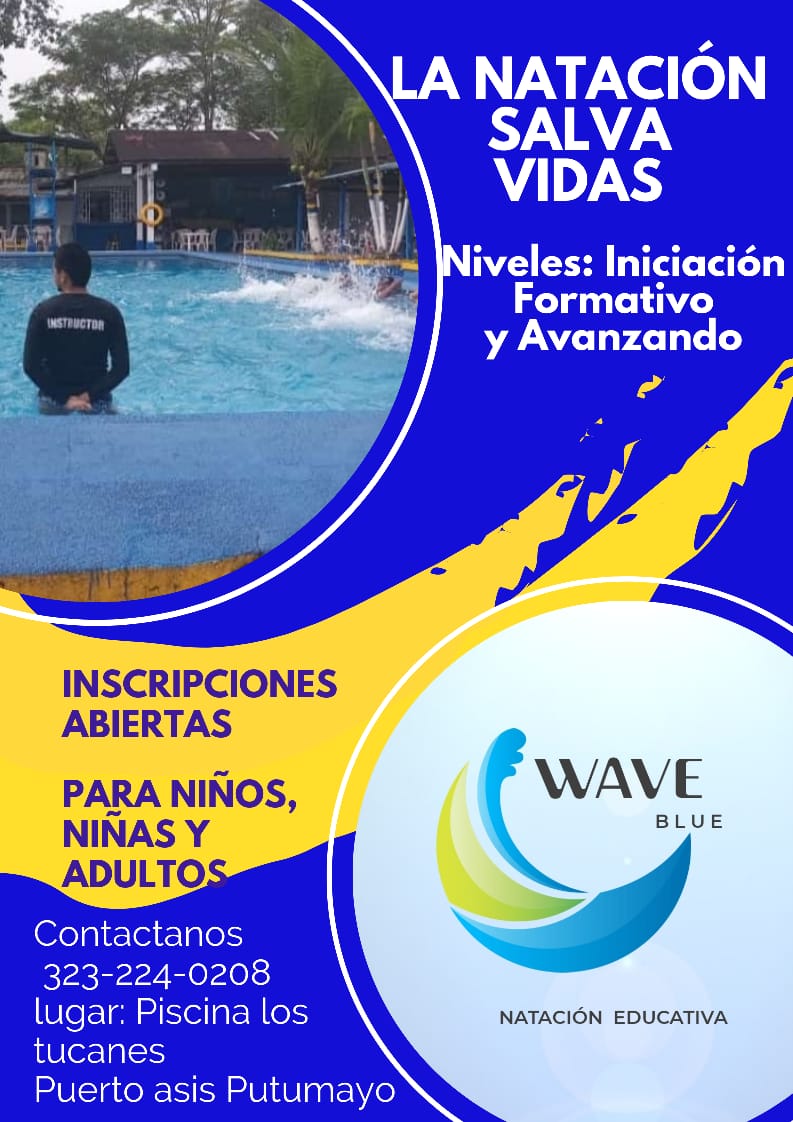 LA NATACIÓN
SALVA
VIDAS
Niveles: Iniciación
Formativo
y Avanzando
INSTRUCTOR
INSCRIPCIONES
ABIERTAS
PARA NIÑOS,
NIÑAS Y
ADULTOS
Contactanos
323-224-0208
lugar: Piscina los
tucanes
Puerto asis Putumayo
WAVE
BLUE
NATACIÓN EDUCATIVA